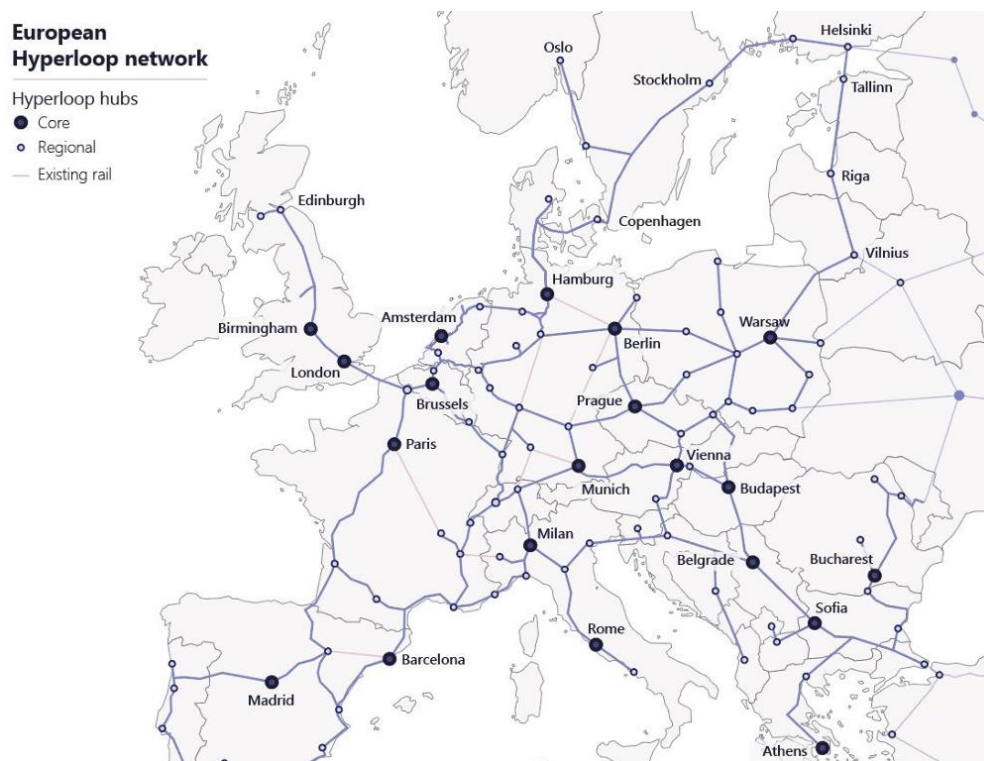 European
Hyperloop network
Hyperloop hubs
Core
Regional
Existing rail
Oslo
Helsinki
Stockholm
Tallinn
Riga
Edinburgh
Copenhagen
Vilnius
Hamburg
Amsterdam
Birmingham
Berlin
Warsaw
London
Brussels
Prague
Paris
Vienna
Munich
Budapest
Milan
Belgrade
Bucharest
Sofia
Rome
Barcelona
Madrid
Athens